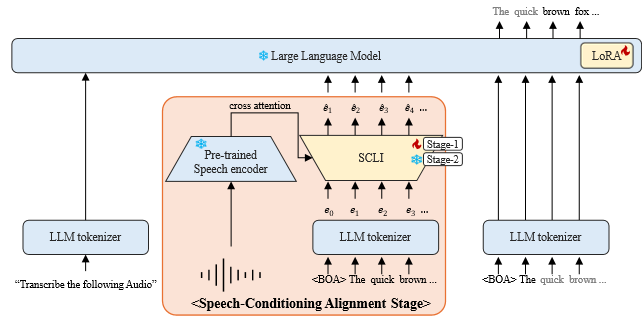 The quick brown fox ...
Large Language Model
LoRA
cross attention
ê1 ê2 ê3 ê4 ...
Pre-trained
Speech encoder
SCLI
Stage-1
Stage-2
e0 e1 e2 e3 ...
LLM tokenizer
LLM tokenizer
LLM tokenizer
"Transcribe the following Audio"
<BOA> The quick brown ...
<BOA> The quick brown ...
<Speech-Conditioning Alignment Stage>